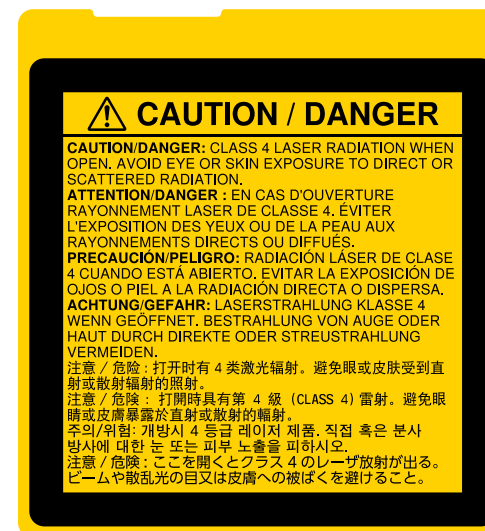 ⚠ CAUTION / DANGER
CAUTION/DANGER: CLASS 4 LASER RADIATION WHEN
OPEN. AVOID EYE OR SKIN EXPOSURE TO DIRECT OR
SCATTERED RADIATION.
ATTENTION/DANGER : EN CAS D'OUVERTURE
RAYONNEMENT LASER DE CLASSE 4. ÉVITER
L'EXPOSITION DES YEUX OU DE LA PEAU AUX
RAYONNEMENTS DIRECTS OU DIFFUÉS.
PRECAUCIÓN/PELIGRO: RADIACIÓN LÁSER DE CLASE
4 CUANDO ESTÁ ABIERTO. EVITAR LA EXPOSICIÓN DE
OJOS O PIEL A LA RADIACIÓN DIRECTA O DISPERSA.
ACHTUNG/GEFAHR: LASERSTRAHLUNG KLASSE 4
WENN GEÖFFNET. BESTRAHLUNG VON AUGE ODER
HAUT DURCH DIREKTE ODER STREUSTRAHLUNG
VERMEIDEN.
注意 / 危险 : 打开时有 4 类激光辐射。避免眼或皮肤受到直
射或散射辐射的照射。
注意 / 危険 : 打開時具有第 4 級 (CLASS 4) 雷射。避免眼
睛或皮膚暴露於直射或散射的輻射。
주의/위험: 개방시 4 등급 레이저 제품. 직접 혹은 분사
방사에 대한 눈 또는 피부 노출을 피하시오.
注意 / 危険 : ここを開くとクラス 4 のレーザ放射が出る。
ビームや散乱光の目又は皮膚への被ばくを避けること。